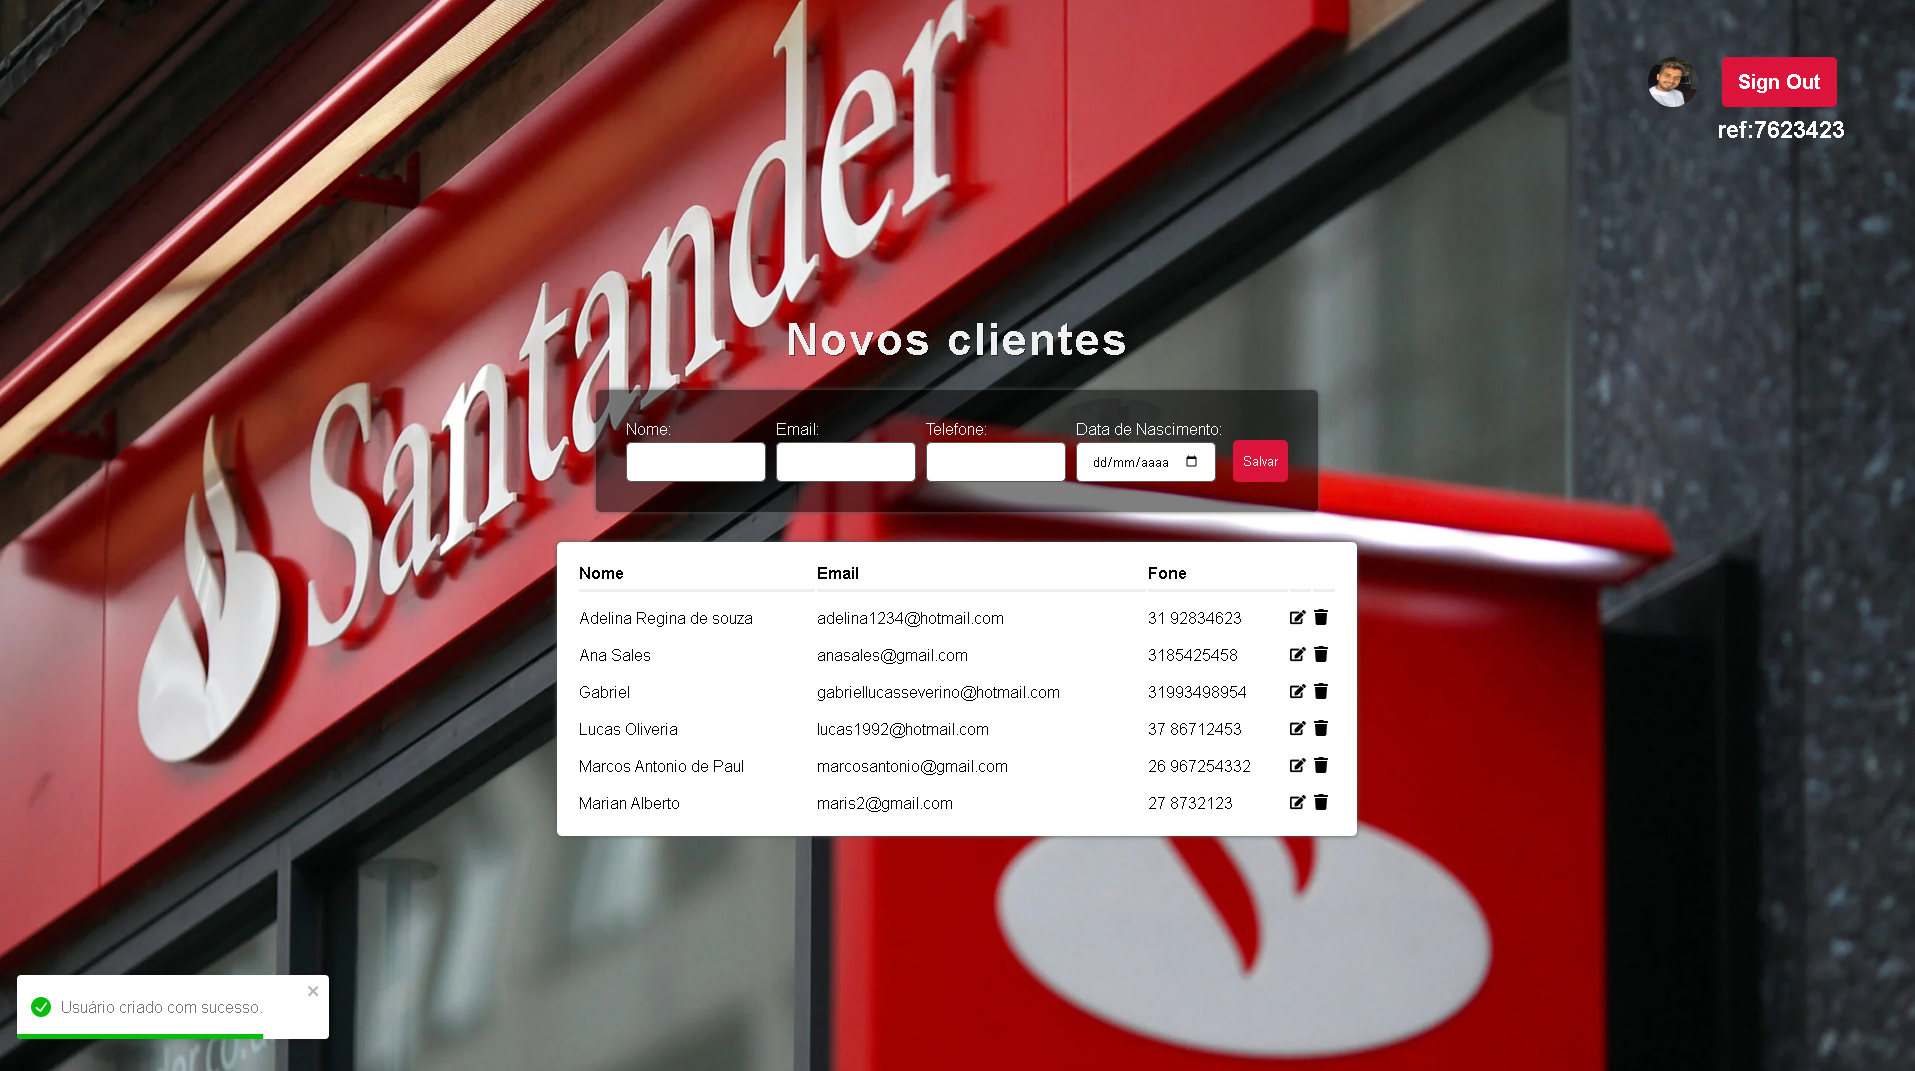 Santander
Sign Out
ref:7623423
Novos clientes
Nome: Email: Telefone: Data de Nascimento:
dd/mm/aaaa Salvar
Nome Email Fone
Adelina Regina de souza adelina1234@hotmail.com 31 92834623
Ana Sales anasales@gmail.com 3185425458
Gabriel gabriellucasseverino@hotmail.com 31993498954
Lucas Oliveria lucas1992@hotmail.com 37 86712453
Marcos Antonio de Paul marcosantonio@gmail.com 26 967254332
Marian Alberto maris2@gmail.com 27 8732123
Usuário criado com sucesso.